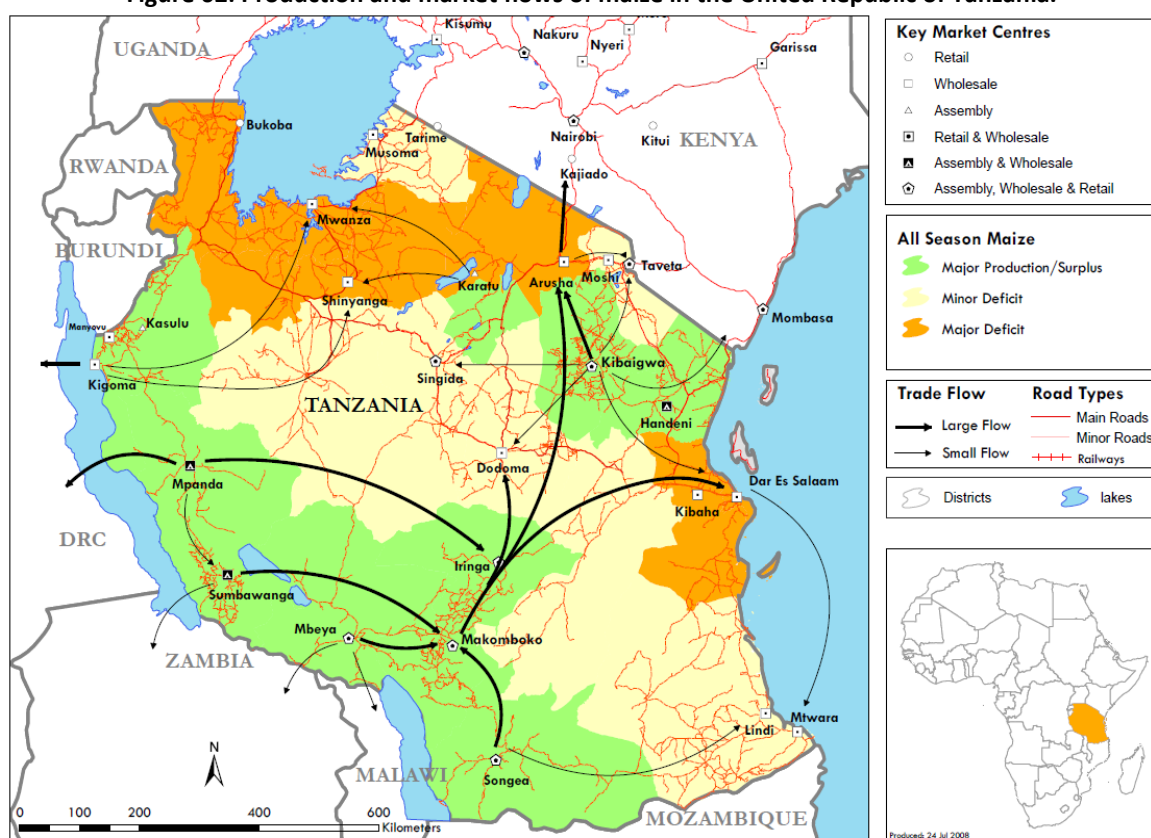 Kisumu
Nakuru
Nyeri
Garissa
UGANDA
Bukoba
Tarime
Musoma
Nairobi
Kitui
KENYA
RWANDA
Kajiado
Mwanza
BURUNDI
Karatu
Arusha
Moshi
Taveta
Shinyanga
Mombasa
Manyovu
Kasulu
Kigoma
Singida
Kibaigwa
TANZANIA
Handeni
Dodoma
Dar Es Salaam
Mpanda
Kibaha
DRC
Iringa
Sumbawanga
Mbeya
Makomboko
ZAMBIA
Lindi
Mtwara
N
MALAWI
Songea
MOZAMBIQUE
0 50 100 200 400 600
Kilometers
Key Market Centres
Retail
Wholesale
Assembly
Retail & Wholesale
Assembly & Wholesale
Assembly, Wholesale & Retail
All Season Maize
Major Production/Surplus
Minor Deficit
Major Deficit
Trade Flow
Large Flow
Small Flow
Road Types
Main Roads
Minor Roads
Railways
Districts
lakes
Produced: 24 Jul 2008